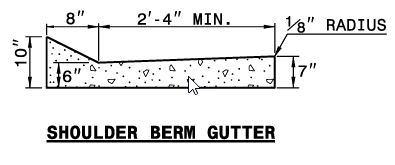 8" 2'-4" MIN.
1/8" RADIUS
10"
6"
7"
SHOULDER BERM GUTTER